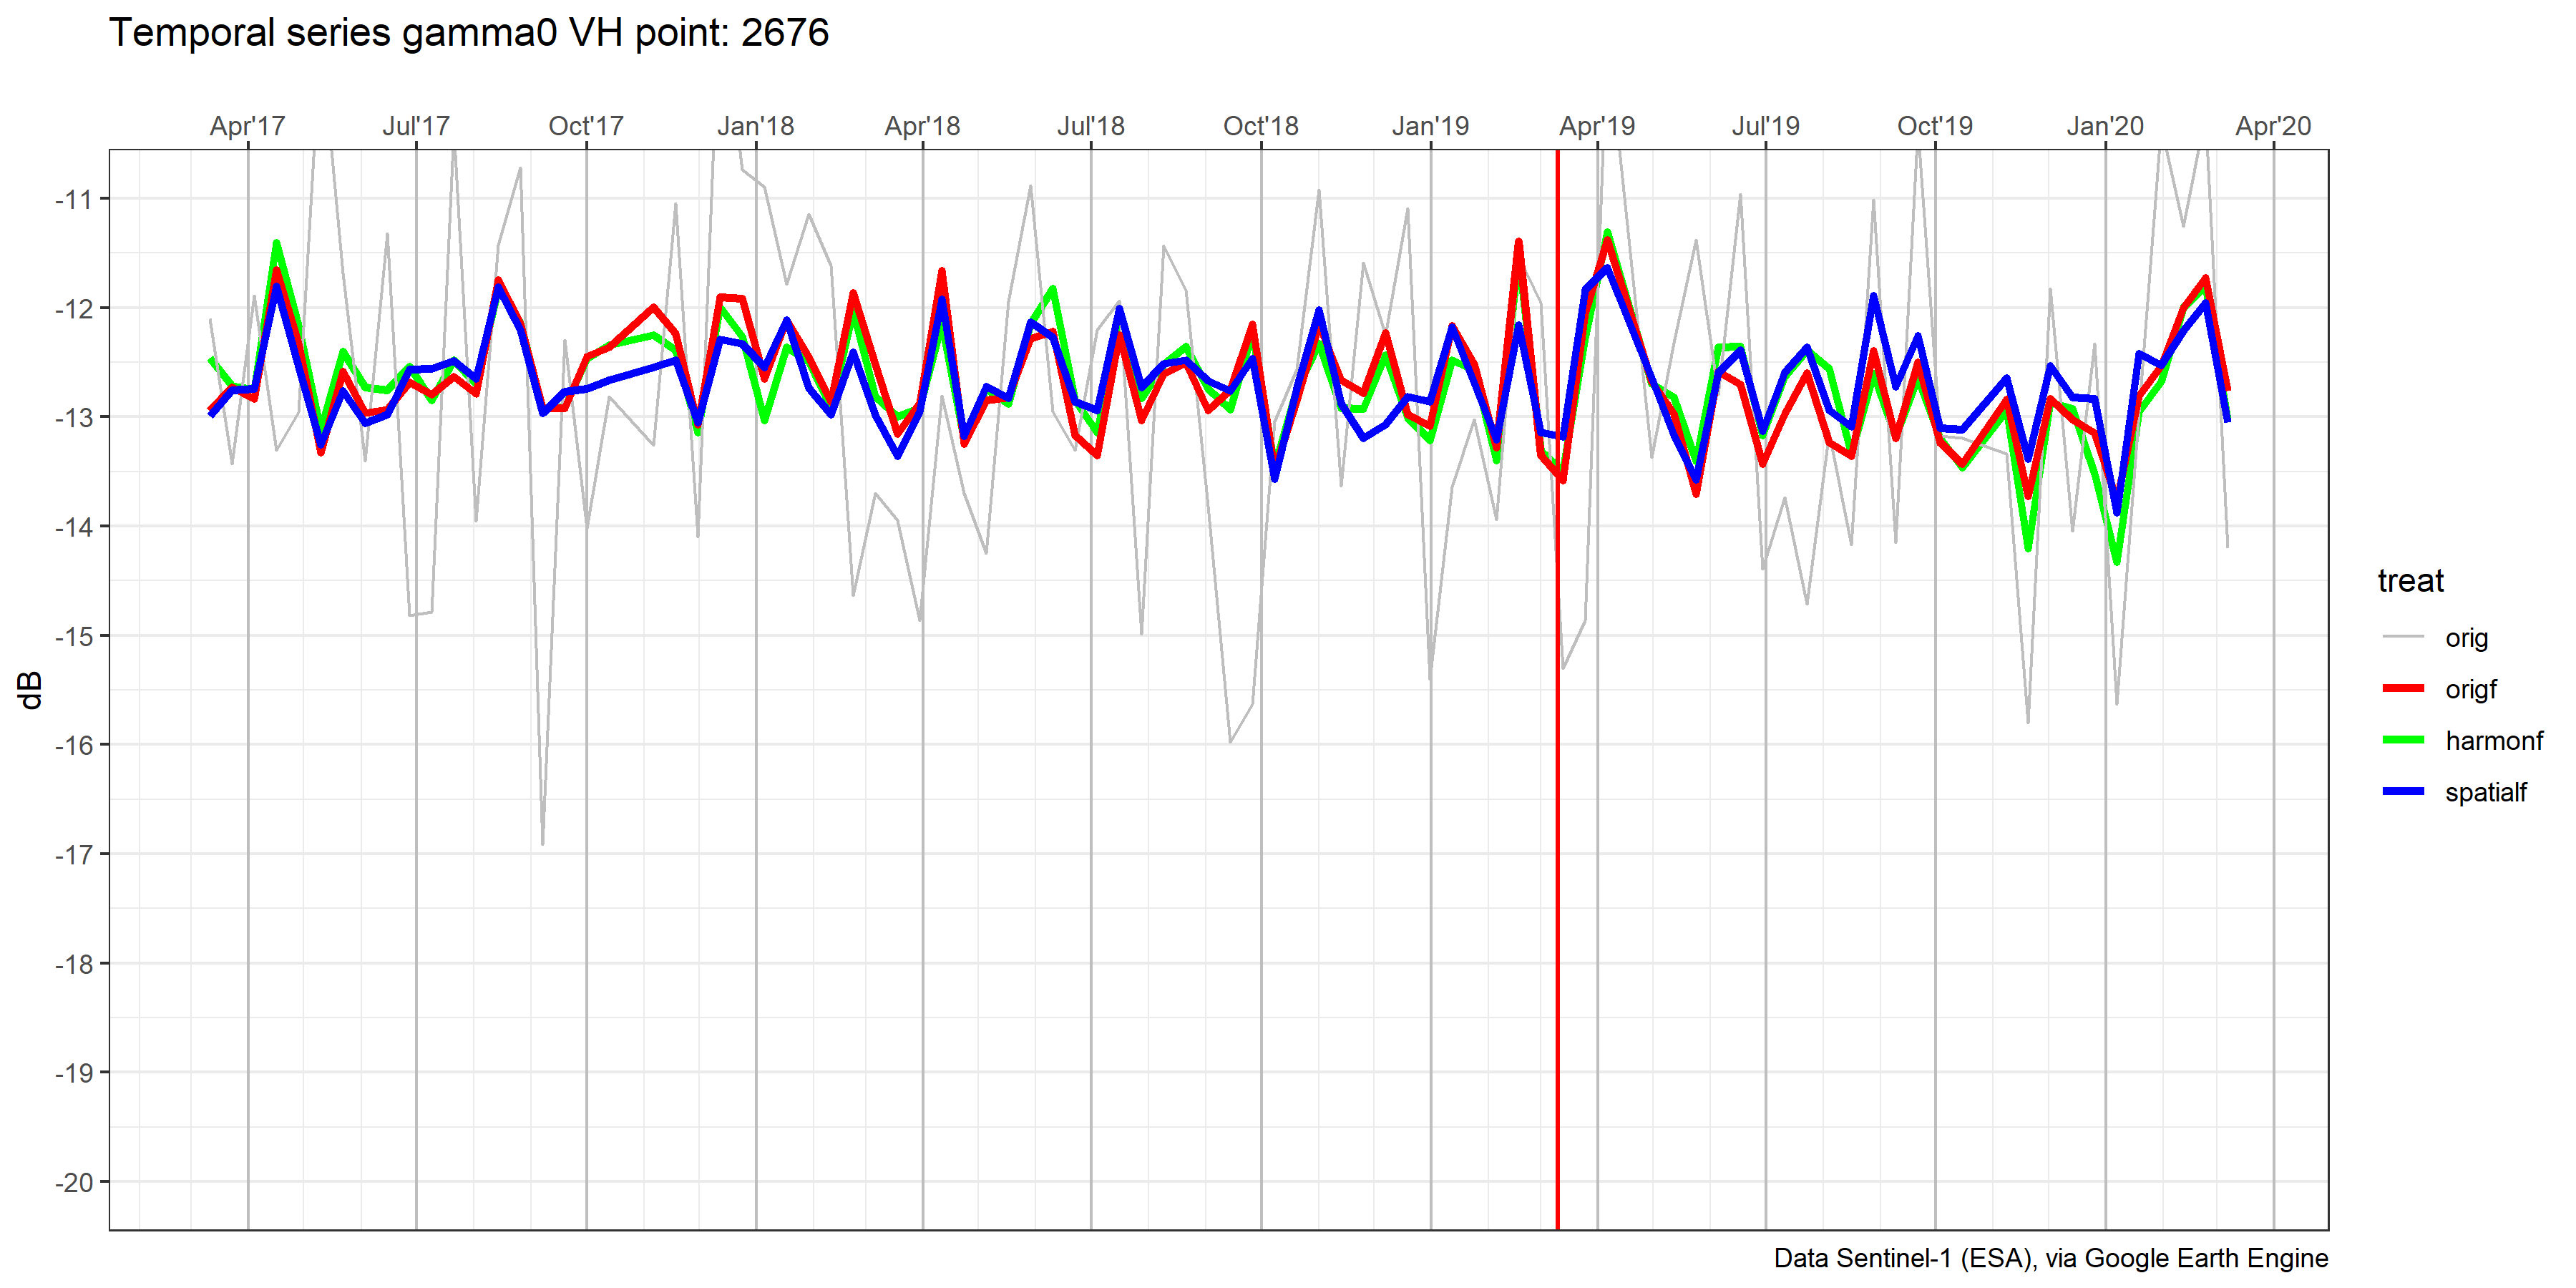 Temporal series gamma0 VH point: 2676
Apr'17 Jul'17 Oct'17 Jan'18 Apr'18 Jul'18 Oct'18 Jan'19 Apr'19 Jul'19 Oct'19 Jan'20 Apr'20
-11
-12
-13
-14
-15
-16
-17
-18
-19
-20
dB
treat
orig
origf
harmonf
spatialf
Data Sentinel-1 (ESA), via Google Earth Engine